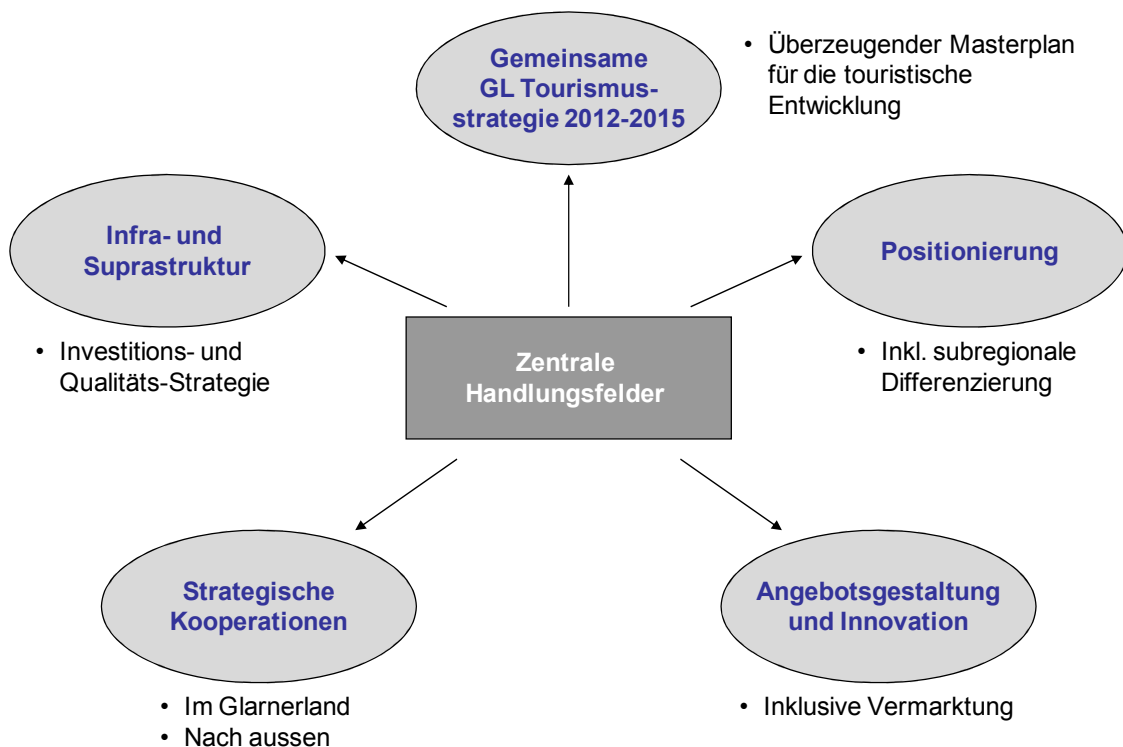 Gemeinsame
GL Tourismus-
strategie 2012-2015
• Überzeugender Masterplan
für die touristische
Entwicklung
Infra- und
Suprastruktur
• Investitions- und
Qualitäts-Strategie
Positionierung
• Inkl. subregionale
Differenzierung
Zentrale
Handlungsfelder
Strategische
Kooperationen
• Im Glarnerland
• Nach aussen
Angebotsgestaltung
und Innovation
• Inklusive Vermarktung